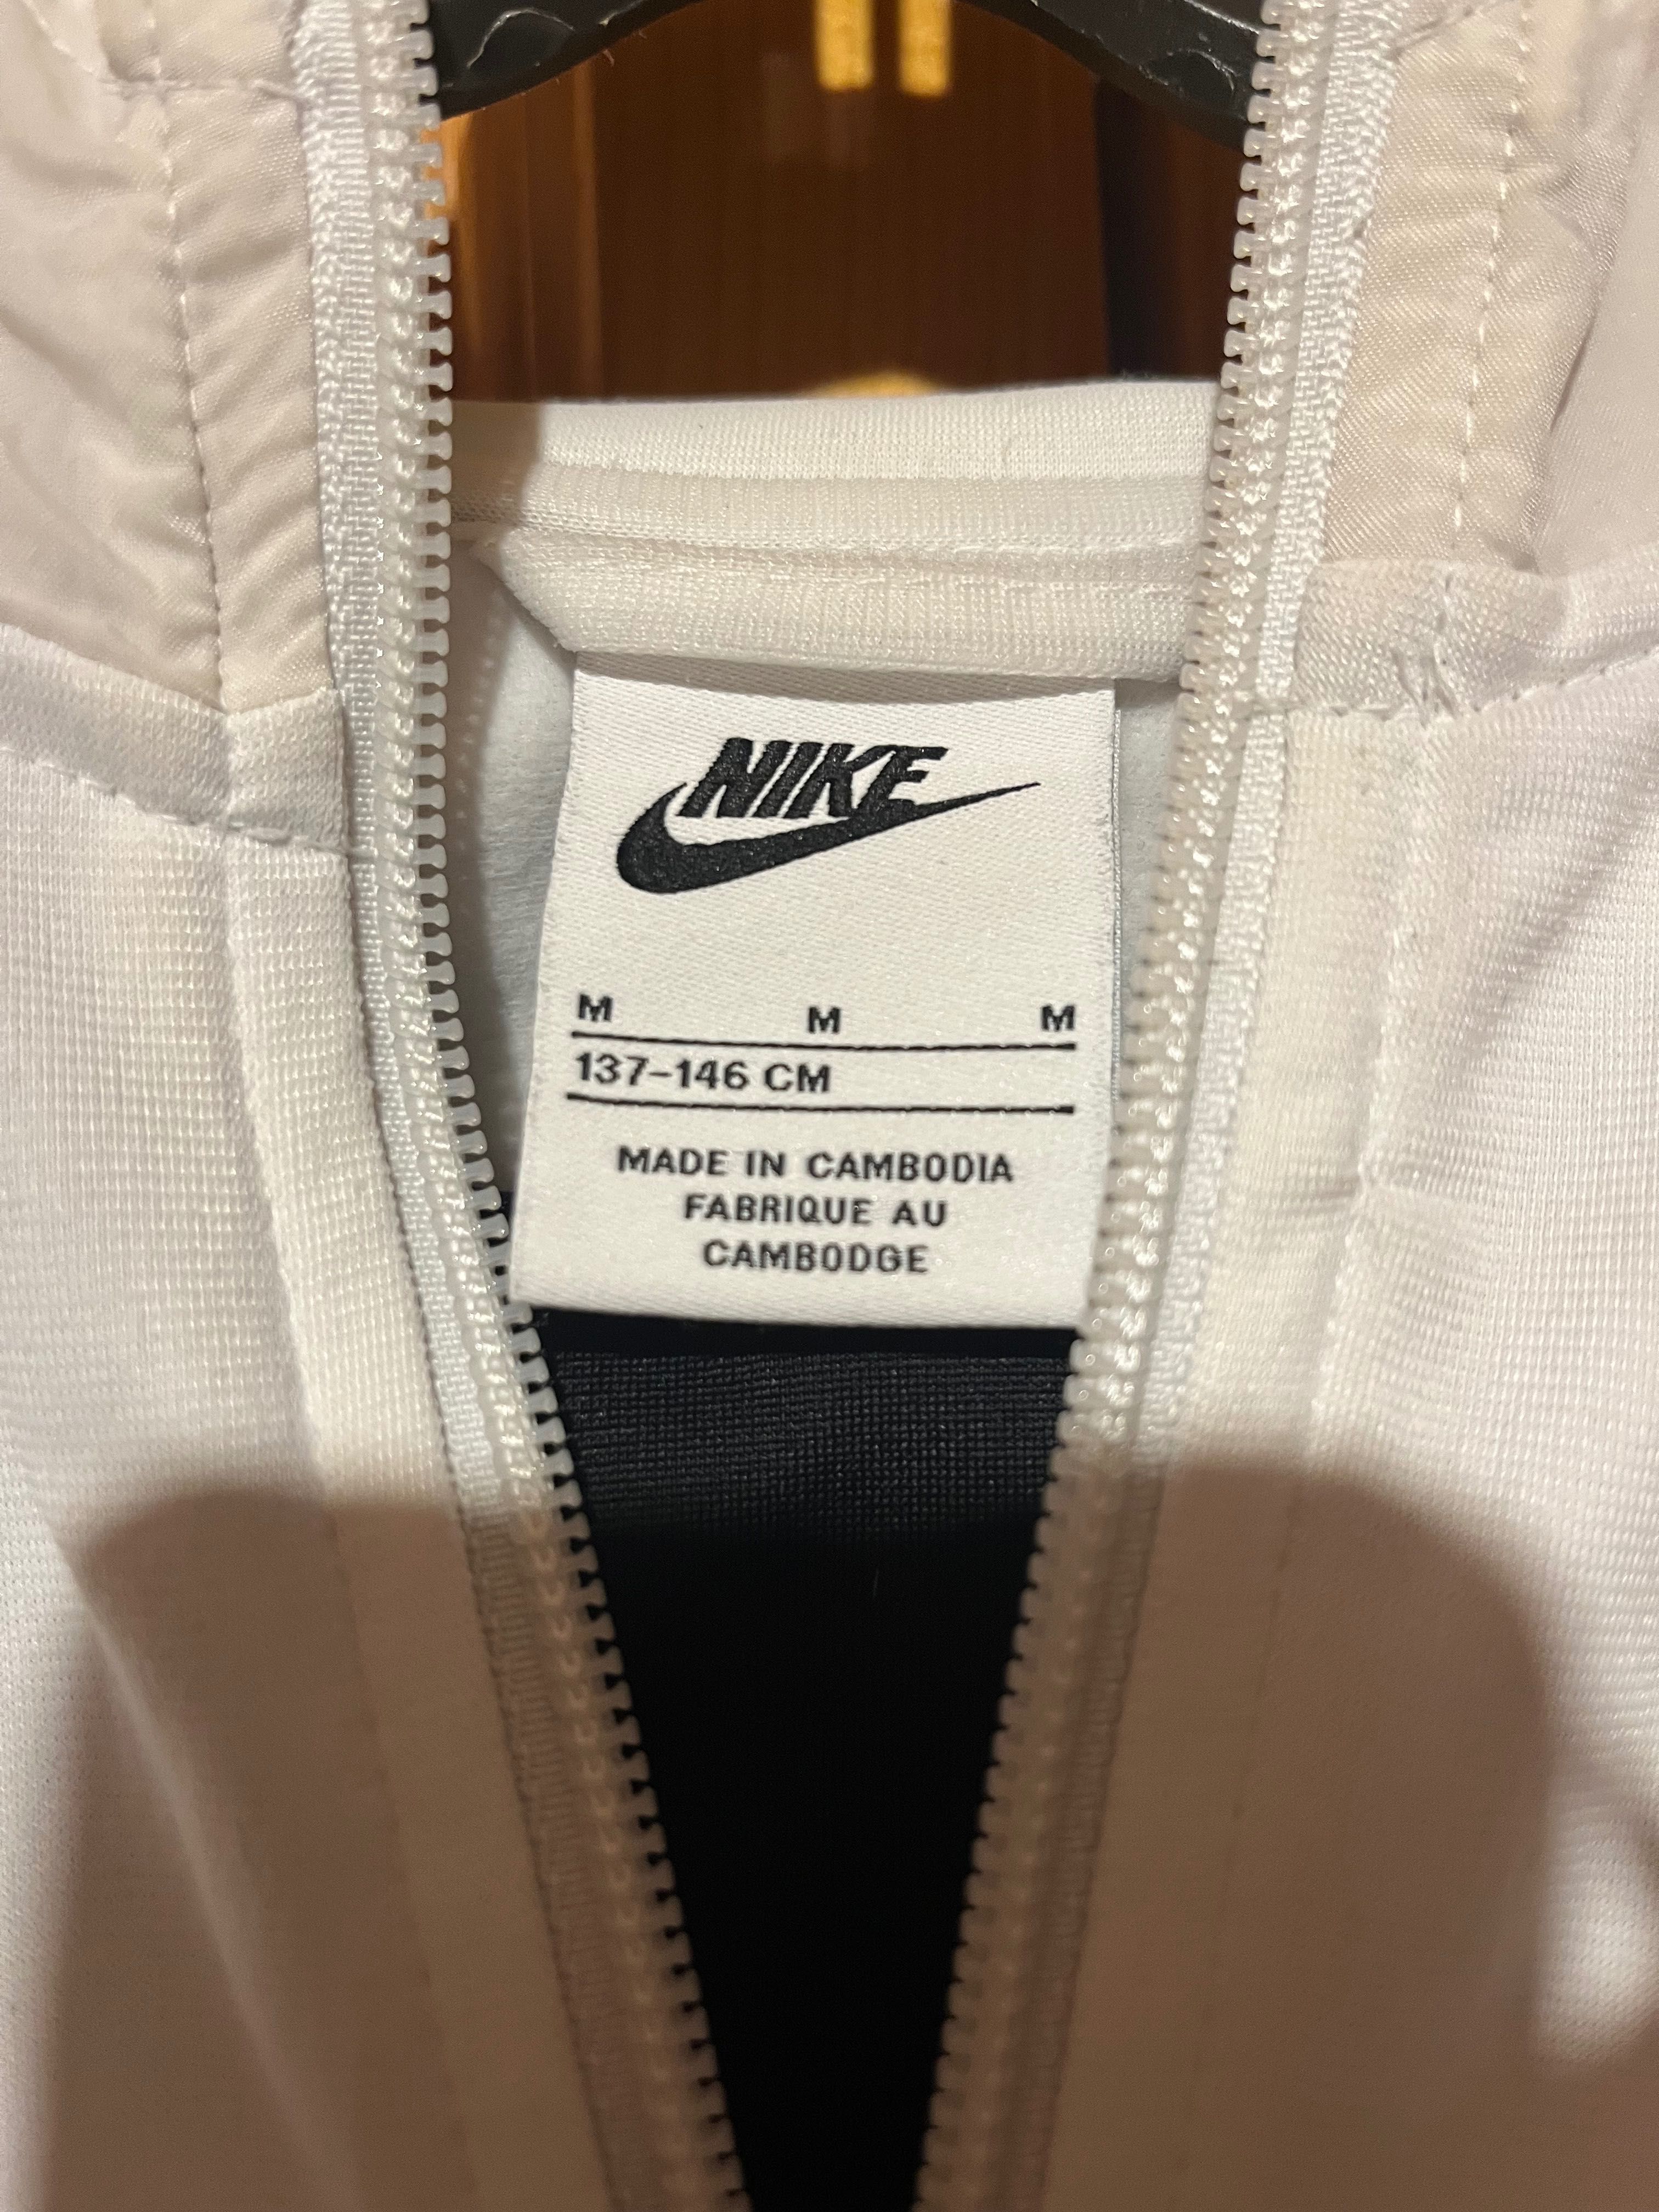 NIKE
M M M
137-146 CM
MADE IN CAMBODIA
FABRIQUE AU
CAMBODGE